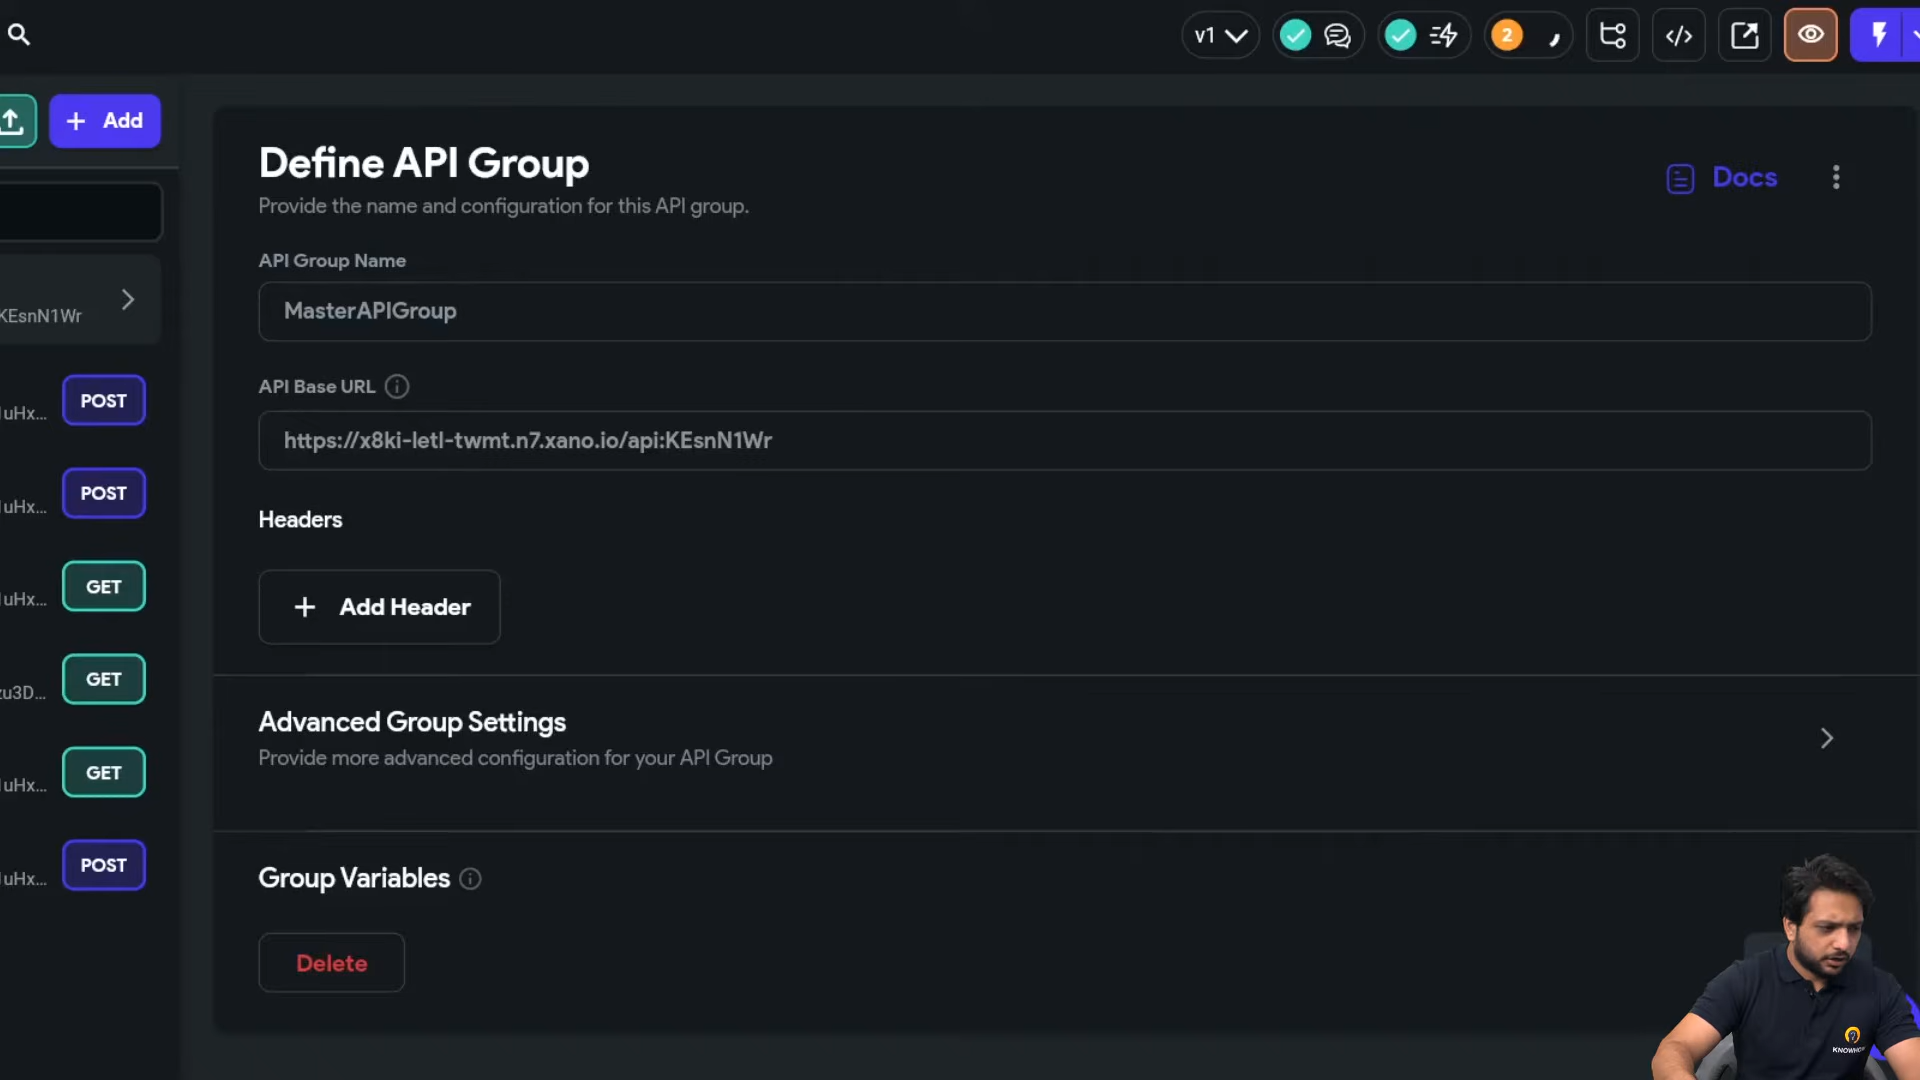 v1
2
Add
Define API Group
Docs
Provide the name and configuration for this API group.
API Group Name
MasterAPIGroup
KEsnN1Wr
API Base URL
https://x8ki-letl-twmt.n7.xano.io/api:KEsnN1Wr
uHx...
POST
uHx...
POST
Headers
uHx...
GET
Add Header
zu3D...
GET
Advanced Group Settings
Provide more advanced configuration for your API Group
uHx...
GET
uHx...
POST
Group Variables
Delete